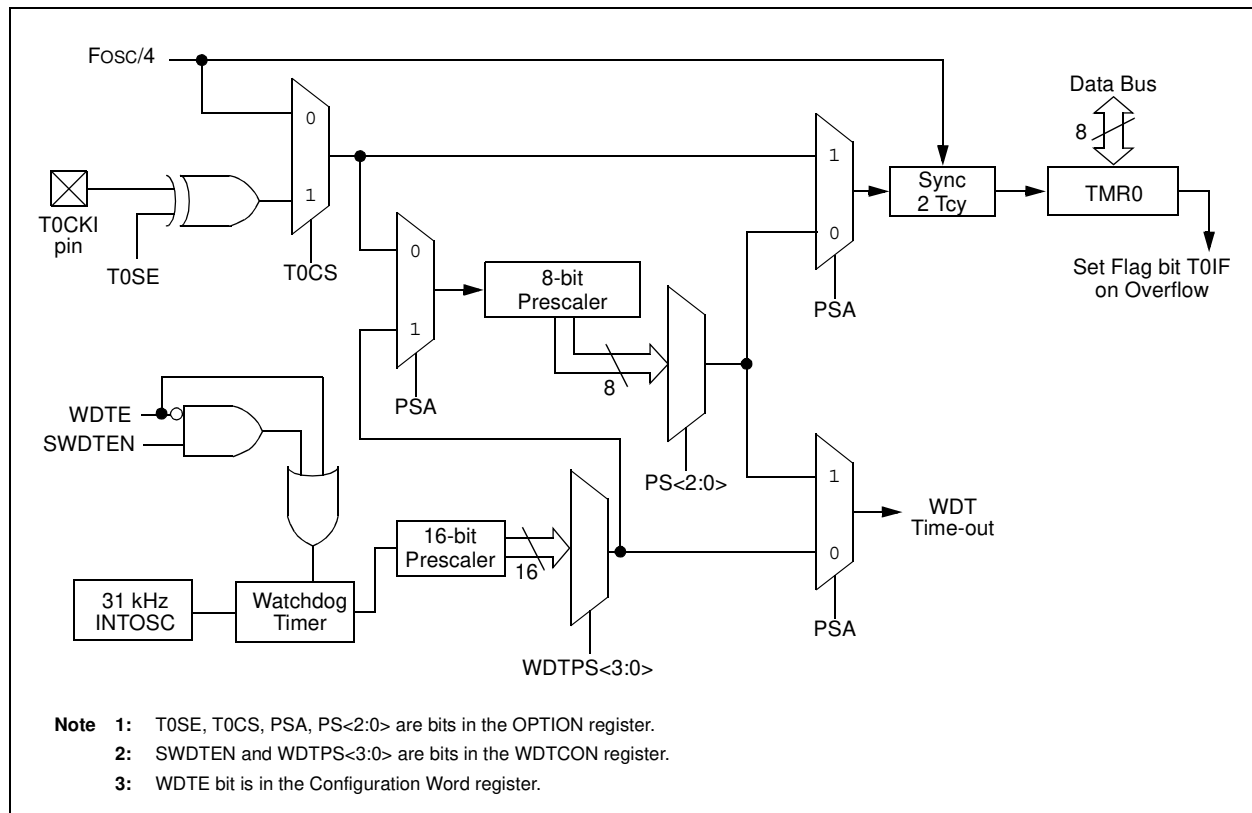 FOSC/4
Data Bus
8
0
1
1
0
Sync
2 Tcy
TMR0
T0CKI
pin
T0SE
T0CS
0
1
8-bit
Prescaler
8
PSA
Set Flag bit T0IF
on Overflow
PSA
WDTE
SWDTEN
PS<2:0>
1
0
WDT
Time-out
16-bit
Prescaler
16
31 kHz
INTOSC
Watchdog
Timer
PSA
WDTPS<3:0>
Note 1: T0SE, T0CS, PSA, PS<2:0> are bits in the OPTION register.
2: SWDTEN and WDTPS<3:0> are bits in the WDTCON register.
3: WDTE bit is in the Configuration Word register.